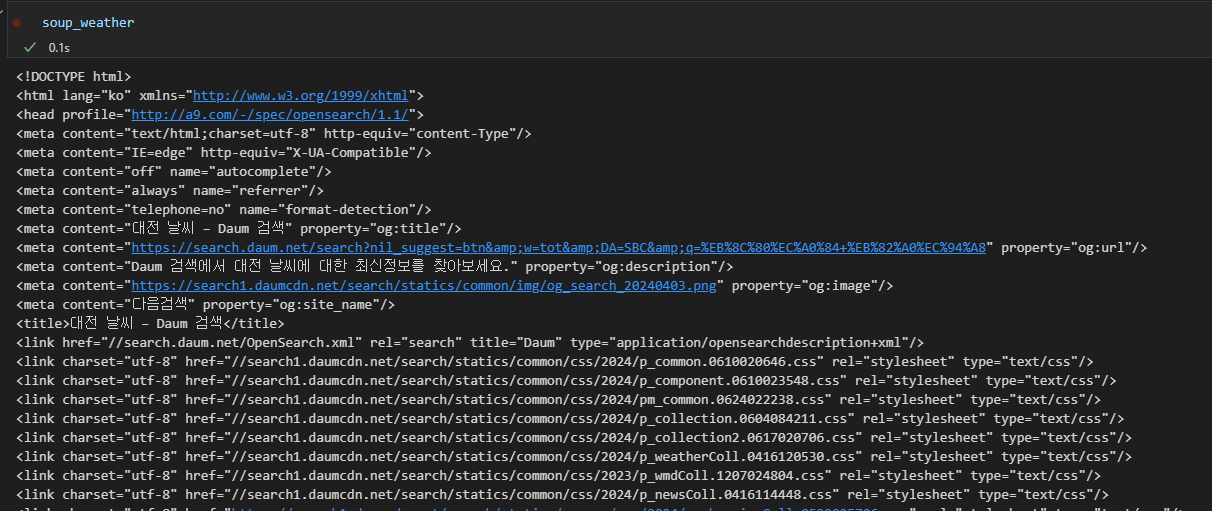 soup_weather
0.1s
<!DOCTYPE html>
<html lang="ko" xmlns="http://www.w3.org/1999/xhtml">
<head profile="http://a9.com/-/spec/opensearch/1.1/">
<meta content="text/html;charset=utf-8" http-equiv="content-Type"/>
<meta content="IE=edge" http-equiv="X-UA-Compatible"/>
<meta content="off" name="autocomplete"/>
<meta content="always" name="referrer"/>
<meta content="telephone=no" name="format-detection"/>
<meta content="대전 날씨 – Daum 검색" property="og:title"/>
<meta content="https://search.daum.net/search?nil_suggest=btn&amp;w=tot&amp;DA=SBC&amp;q=%EB%8C%80%EC%A0%84+%EB%82%A0%EC%94%A8" property="og:url"/>
<meta content="Daum 검색에서 대전 날씨에 대한 최신정보를 찾아보세요." property="og:description"/>
<meta content="https://search1.daumcdn.net/search/statics/common/img/og_search_20240403.png" property="og:image"/>
<meta content="다음검색" property="og:site_name"/>
<title>대전 날씨 – Daum 검색</title>
<link href="//search.daum.net/OpenSearch.xml" rel="search" title="Daum" type="application/opensearchdescription+xml"/>
<link charset="utf-8" href="//search1.daumcdn.net/search/statics/common/css/2024/p_common.0610020646.css" rel="stylesheet" type="text/css"/>
<link charset="utf-8" href="//search1.daumcdn.net/search/statics/common/css/2024/p_component.0610023548.css" rel="stylesheet" type="text/css"/>
<link charset="utf-8" href="//search1.daumcdn.net/search/statics/common/css/2024/pm_common.0624022238.css" rel="stylesheet" type="text/css"/>
<link charset="utf-8" href="//search1.daumcdn.net/search/statics/common/css/2024/p_collection.0604084211.css" rel="stylesheet" type="text/css"/>
<link charset="utf-8" href="//search1.daumcdn.net/search/statics/common/css/2024/p_collection2.0617020706.css" rel="stylesheet" type="text/css"/>
<link charset="utf-8" href="//search1.daumcdn.net/search/statics/common/css/2024/p_weatherColl.0416120530.css" rel="stylesheet" type="text/css"/>
<link charset="utf-8" href="//search1.daumcdn.net/search/statics/common/css/2023/p_wmdColl.1207024804.css" rel="stylesheet" type="text/css"/>
<link charset="utf-8" href="//search1.daumcdn.net/search/statics/common/css/2024/p_newsColl.0416114448.css" rel="stylesheet" type="text/css"/>